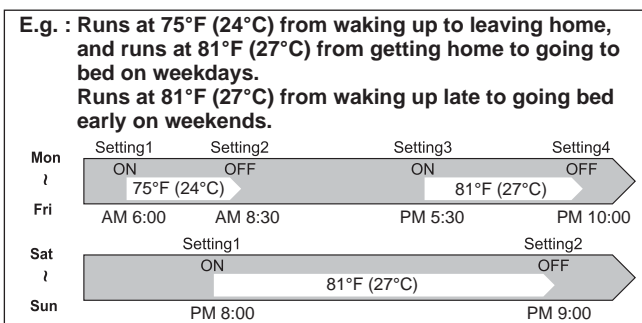 E.g. : Runs at 75°F (24°C) from waking up to leaving home,
and runs at 81°F (27°C) from getting home to going to
bed on weekdays.
Runs at 81°F (27°C) from waking up late to going bed
early on weekends.
Setting1 Setting2 Setting3 Setting4
Mon
ON OFF ON OFF
≀
75°F (24°C) 81°F (27°C)
Fri
AM 6:00 AM 8:30 PM 5:30 PM 10:00
Setting1 Setting2
Sat
ON OFF
≀
81°F (27°C)
Sun
PM 8:00 PM 9:00